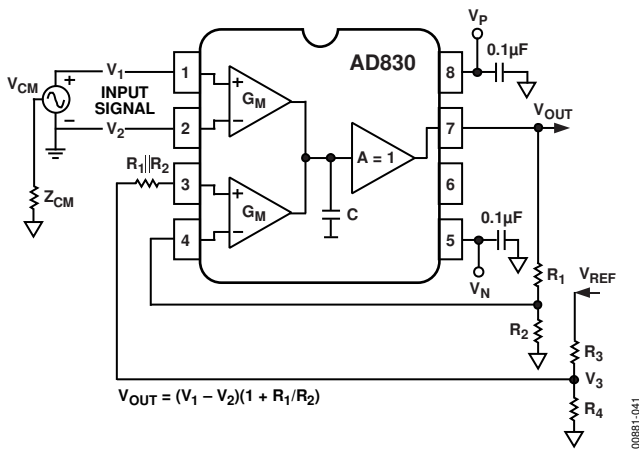 V_P
0.1µF
AD830
V_CM
+
−
V_1
INPUT
SIGNAL
V_2
1
2
3
4
+
−
G_M
+
−
G_M
A = 1
C
8
7
6
5
V_OUT
R_1||R_2
Z_CM
0.1µF
V_N
R_1
V_REF
R_2
R_3
V_3
R_4
V_OUT = (V_1 – V_2)(1 + R_1/R_2)
00881-041